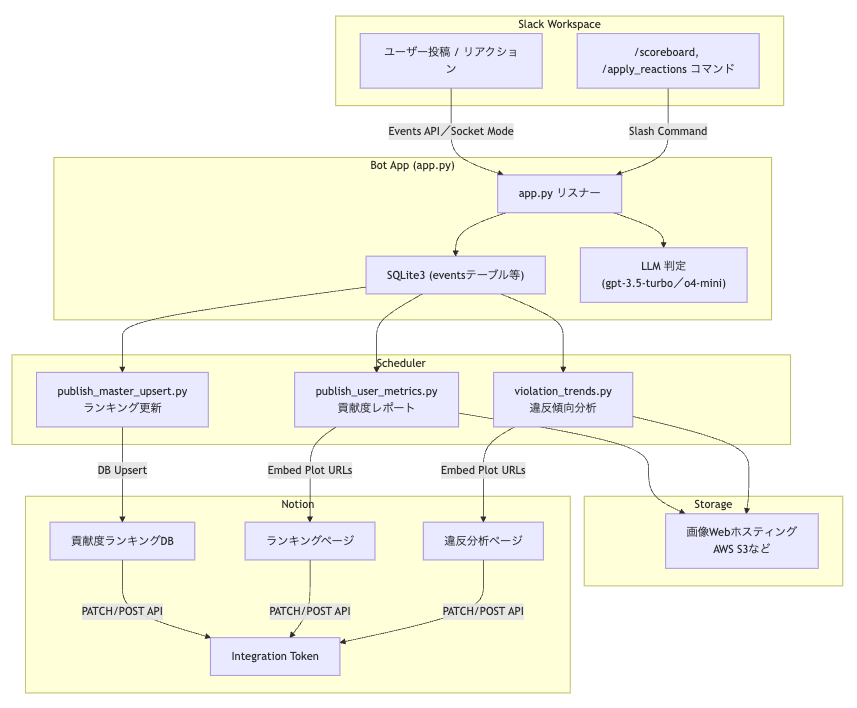 Slack Workspace
ユーザー投稿 / リアクショ
ン
/scoreboard,
/apply_reactions コマンド
Events API／Socket Mode
Slash Command
Bot App (app.py)
app.py リスナー
SQLite3 (eventsテーブル等)
LLM 判定
(gpt-3.5-turbo／o4-mini)
Scheduler
publish_master_upsert.py
ランキング更新
publish_user_metrics.py
貢献度レポート
violation_trends.py
違反傾向分析
DB Upsert
Embed Plot URLs
Embed Plot URLs
Notion
貢献度ランキングDB
ランキングページ
違反分析ページ
Storage
画像Webホスティング
AWS S3など
PATCH/POST API
PATCH/POST API
PATCH/POST API
Integration Token